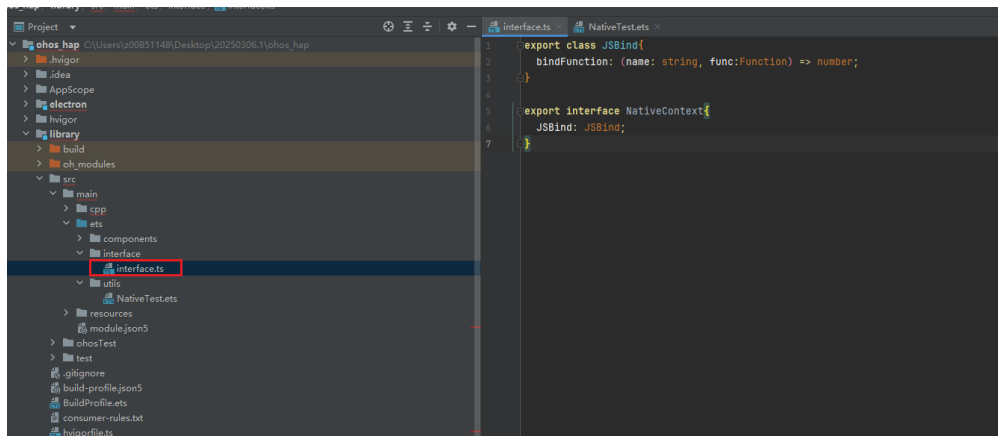 Project
interface.ts
NativeTest.ets
ohos_hap C:\Users\z00851148\Desktop\20250306.1\ohos_hap
.hvigor
.idea
AppScope
electron
hvigor
library
build
oh_modules
src
main
cpp
ets
components
interface
interface.ts
utils
NativeTest.ets
resources
module.json5
ohosTest
test
.gitignore
build-profile.json5
BuildProfile.ets
consumer-rules.txt
hvigorfile.ts
1 export class JSBind{
2 bindFunction: (name: string, func:Function) => number;
3 }
4
5 export interface NativeContext{
6 JSBind: JSBind;
7 }